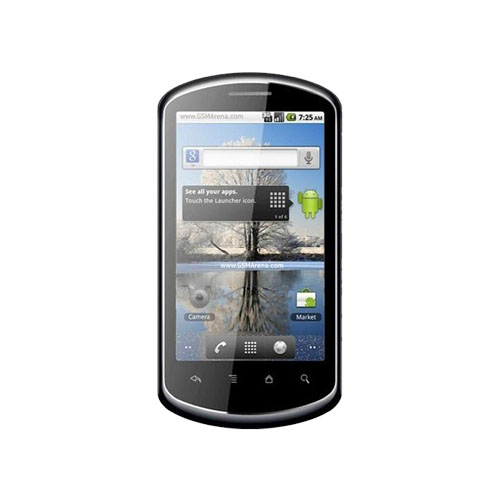 www.GSMArena.com
7:25 AM
See all your apps.
Touch the Launcher icon.
1 of 6
www.GSMArena.com
Camera
Market